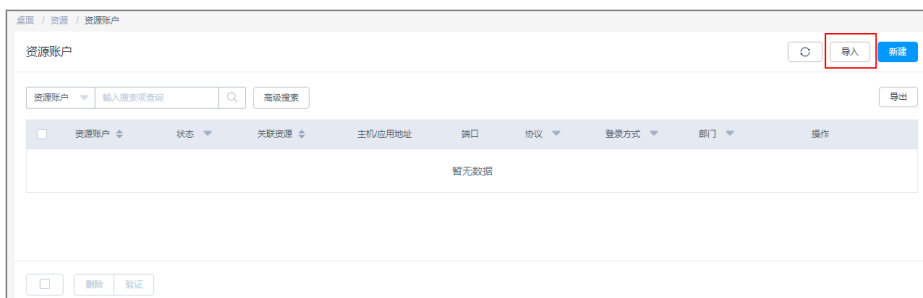 桌面 / 资源 / 资源账户
资源账户 导入 新建
资源账户 输入搜索项查询 高级搜索 导出
资源账户 状态 关联资源 主机/应用地址 端口 协议 登录方式 部门 操作
暂无数据
删除 验证